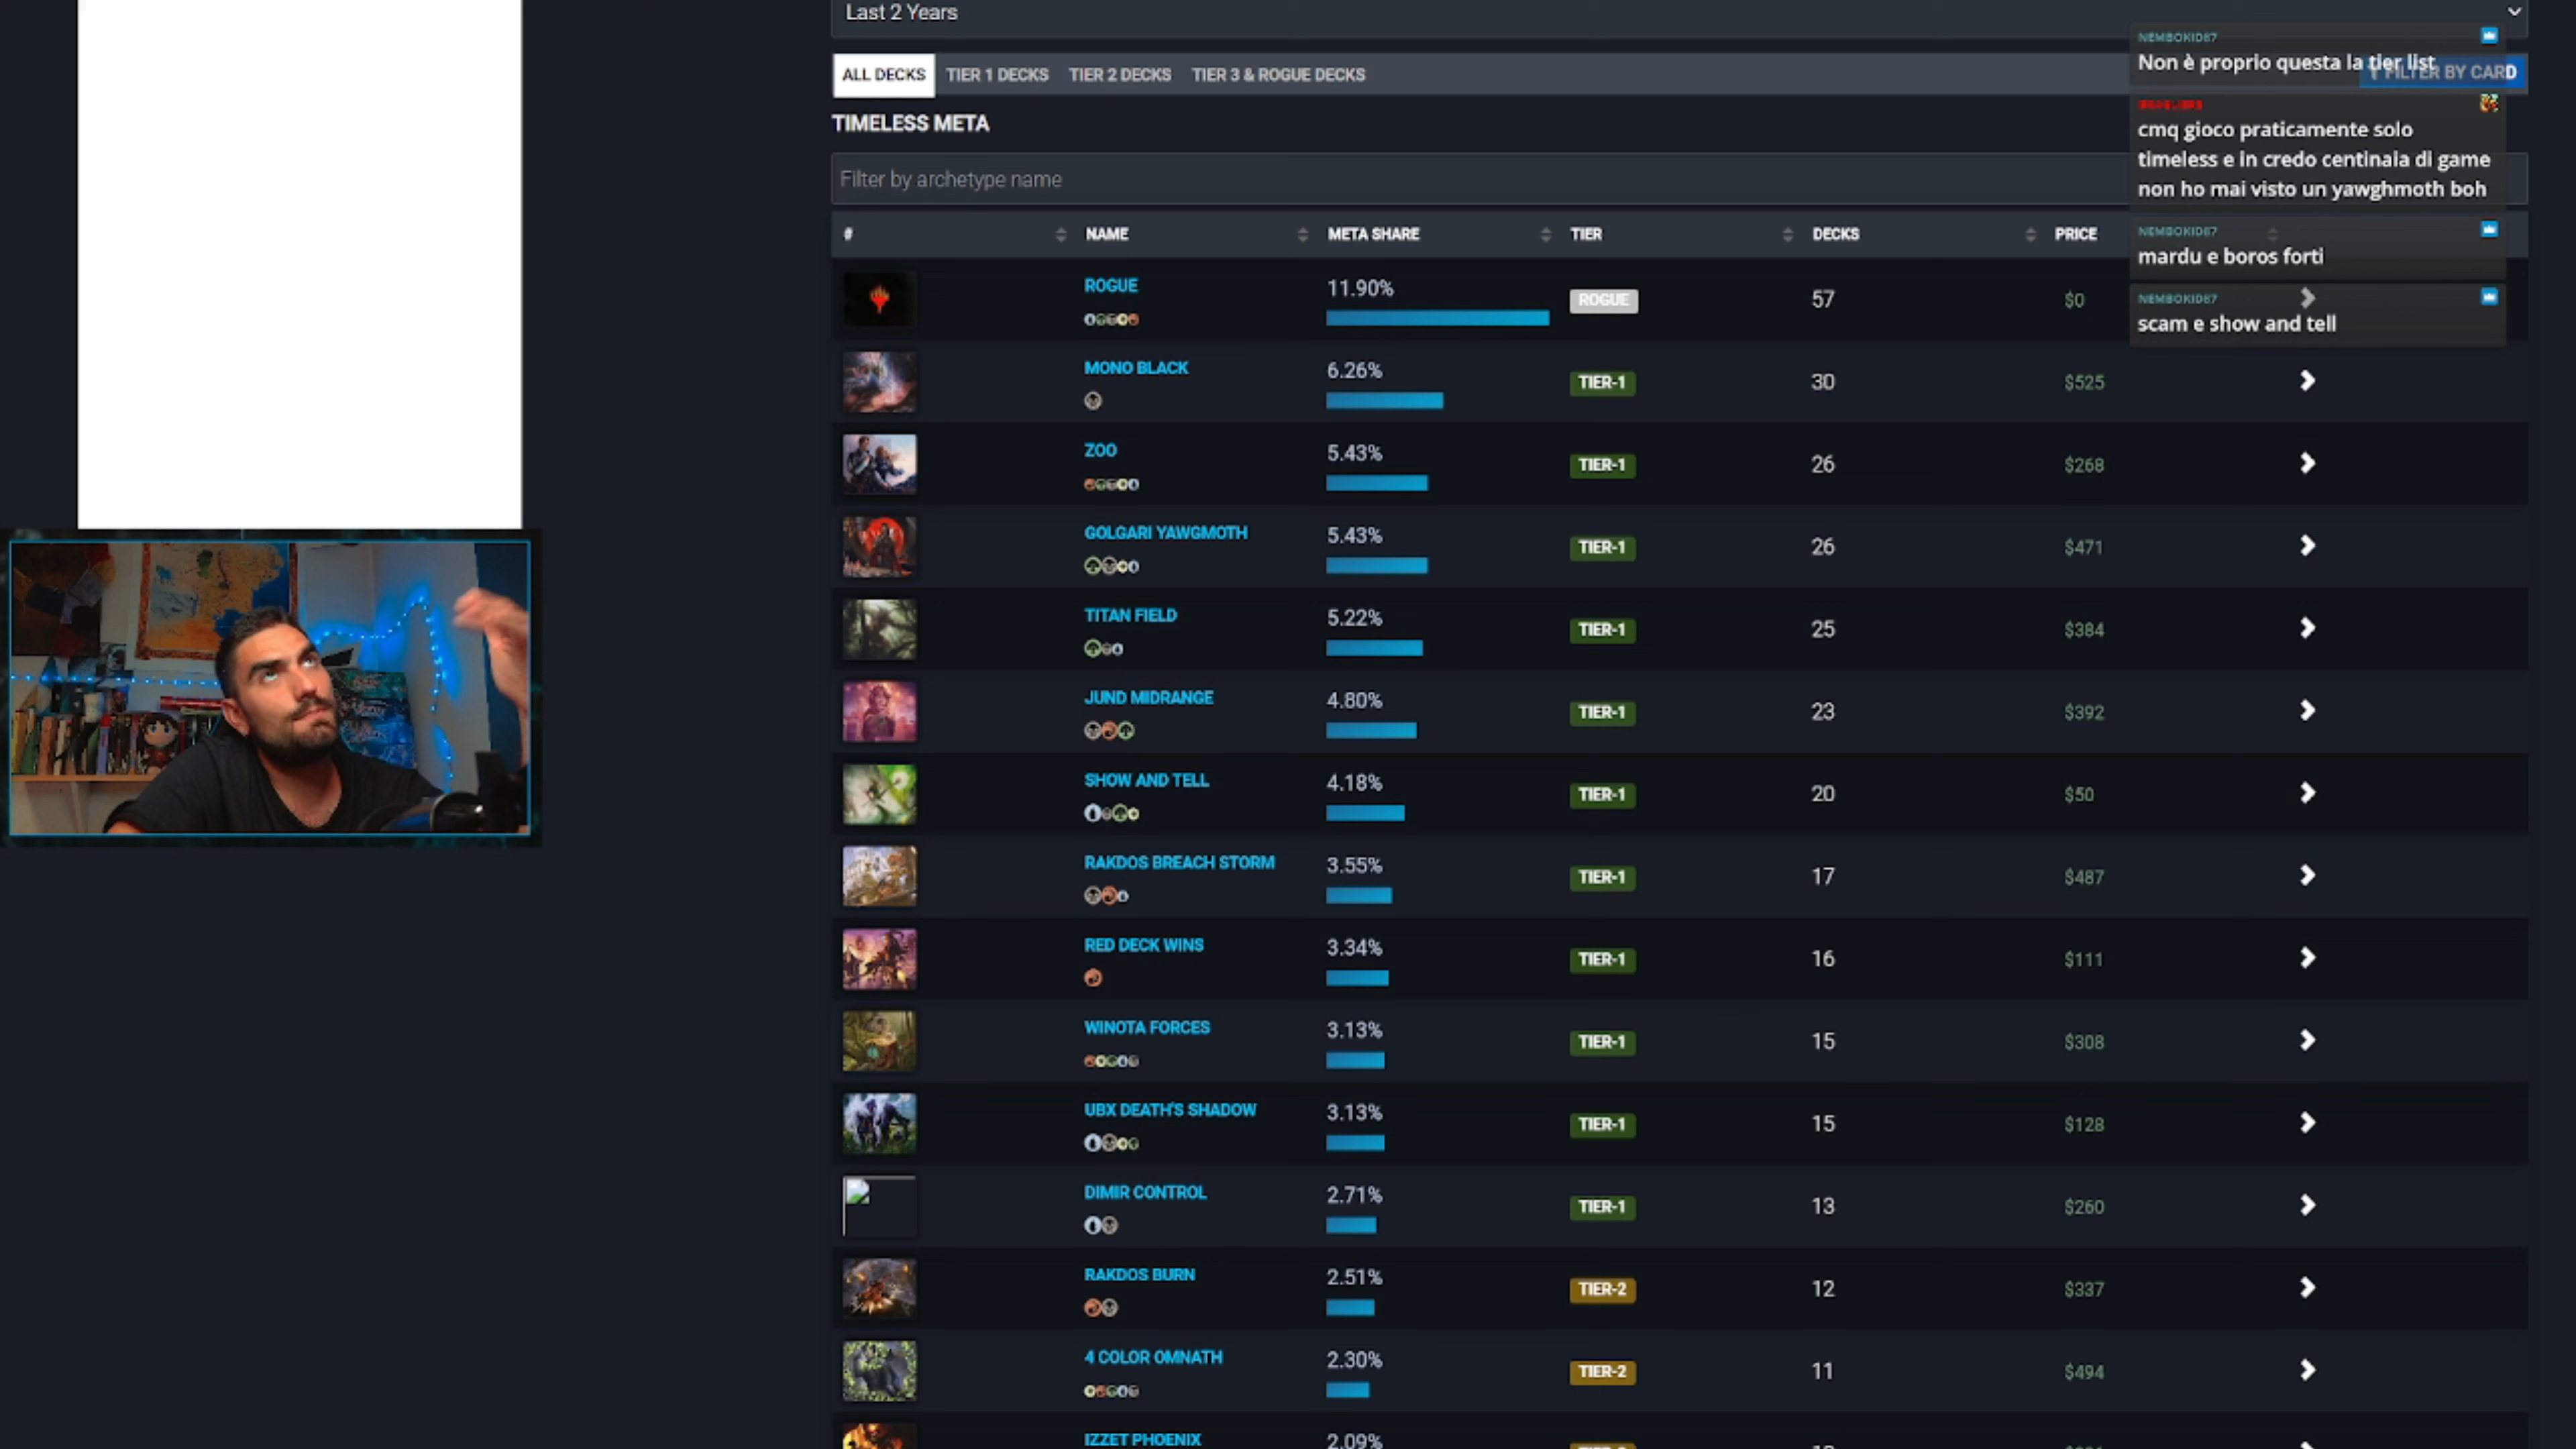 Last 2 Years
ALL DECKS TIER 1 DECKS TIER 2 DECKS TIER 3 & ROGUE DECKS
FILTER BY CARD
TIMELESS META
Filter by archetype name
# NAME META SHARE TIER DECKS PRICE
ROGUE 11.90% ROGUE 57 $0
MONO BLACK 6.26% TIER-1 30 $525
ZOO 5.43% TIER-1 26 $268
GOLGARI YAWGMOTH 5.43% TIER-1 26 $471
TITAN FIELD 5.22% TIER-1 25 $384
JUND MIDRANGE 4.80% TIER-1 23 $392
SHOW AND TELL 4.18% TIER-1 20 $50
RAKDOS BREACH STORM 3.55% TIER-1 17 $487
RED DECK WINS 3.34% TIER-1 16 $111
WINOTA FORCES 3.13% TIER-1 15 $308
UBX DEATH'S SHADOW 3.13% TIER-1 15 $128
DIMIR CONTROL 2.71% TIER-1 13 $260
RAKDOS BURN 2.51% TIER-2 12 $337
4 COLOR OMNATH 2.30% TIER-2 11 $494
IZZET PHOENIX 2.09%
NEMBOKID87
Non è proprio questa la tier list
cmq gioco praticamente solo
timeless e in credo centinaia di game
non ho mai visto un yawghmoth boh
NEMBOKID87
mardu e boros forti
NEMBOKID87
scam e show and tell